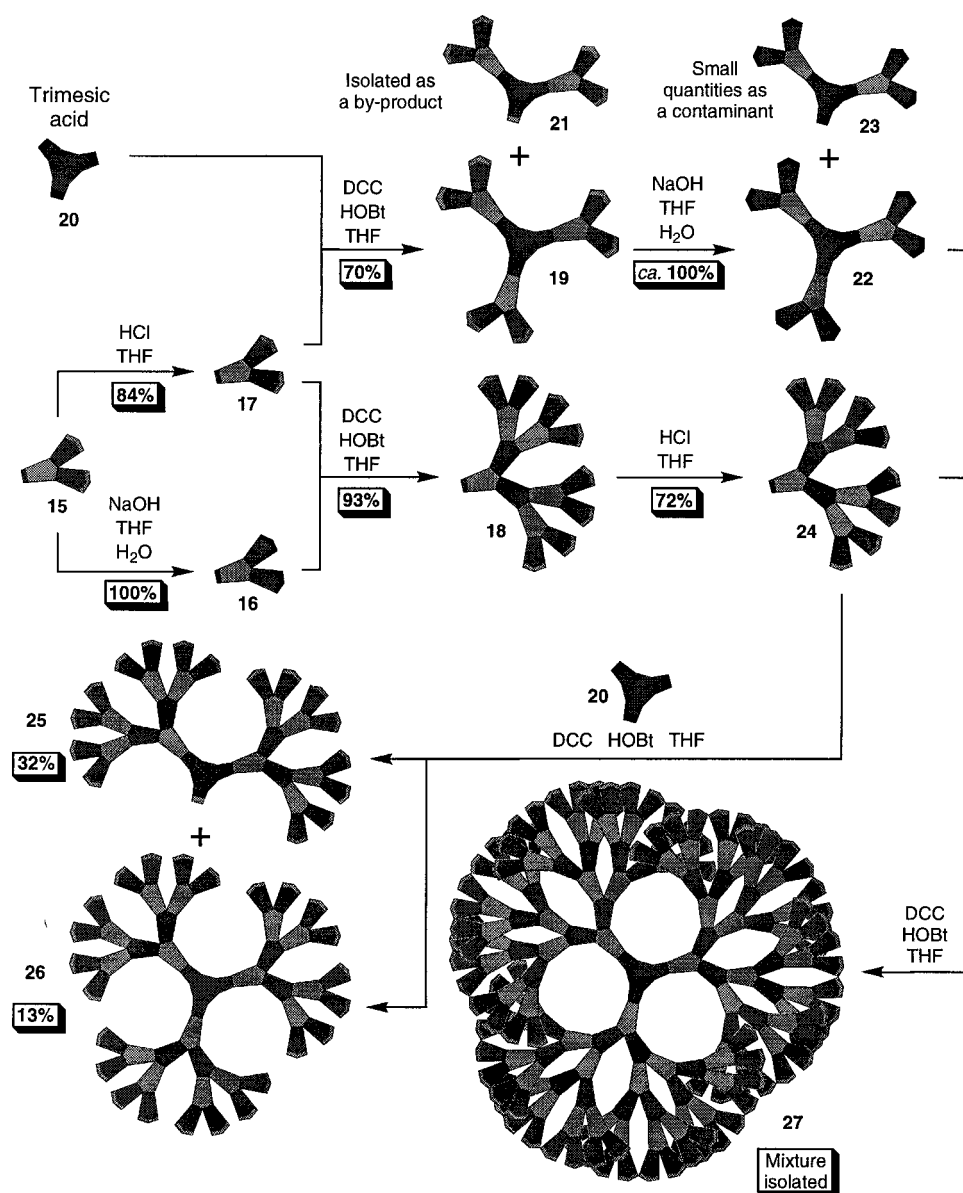 Trimesic
acid
20
Isolated as
a by-product
21
+
Small
quantities as
a contaminant
23
+
DCC
HOBt
THF
70%
19
NaOH
THF
H₂O
ca. 100%
22
HCl
THF
84%
17
15
NaOH
THF
H₂O
100%
16
DCC
HOBt
THF
93%
18
HCl
THF
72%
24
20
DCC HOBt THF
25
32%
+
26
13%
DCC
HOBt
THF
27
Mixture
isolated